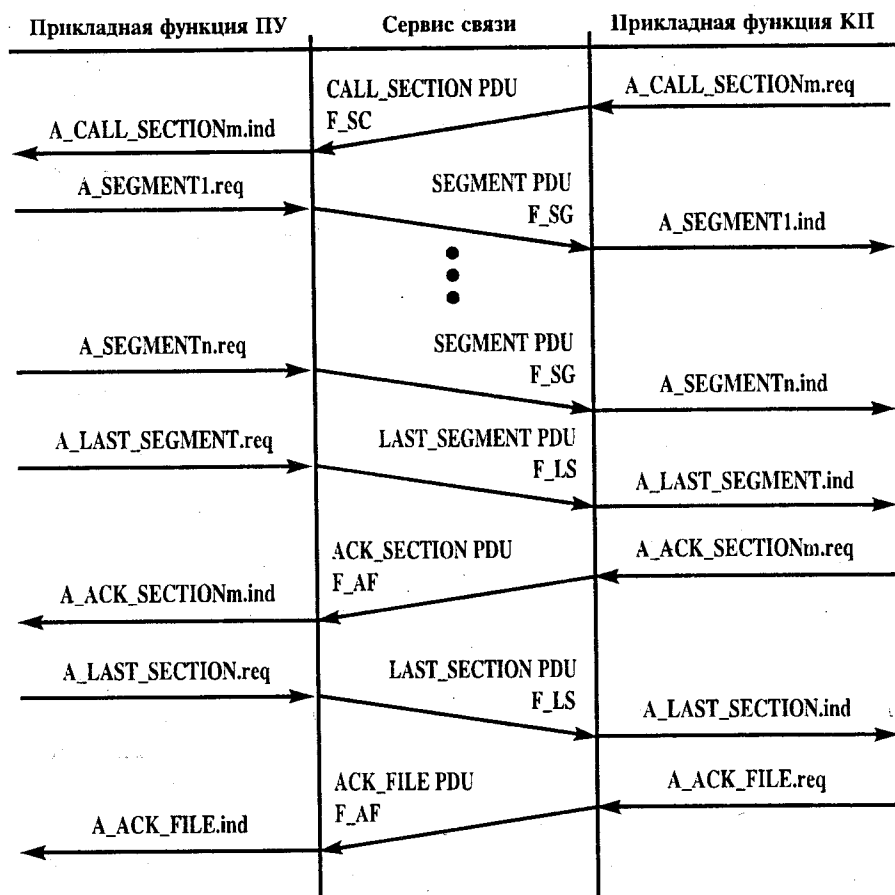 Прикладная функция ПУ Сервис связи Прикладная функция КП
CALL_SECTION PDU A_CALL_SECTIONm.req
F_SC
A_CALL_SECTIONm.ind
A_SEGMENT1.req SEGMENT PDU
F_SG A_SEGMENT1.ind
A_SEGMENTn.req SEGMENT PDU
F_SG A_SEGMENTn.ind
A_LAST_SEGMENT.req LAST_SEGMENT PDU
F_LS A_LAST_SEGMENT.ind
ACK_SECTION PDU A_ACK_SECTIONm.req
F_AF
A_ACK_SECTIONm.ind
A_LAST_SECTION.req LAST_SECTION PDU
F_LS A_LAST_SECTION.ind
ACK_FILE PDU A_ACK_FILE.req
F_AF
A_ACK_FILE.ind